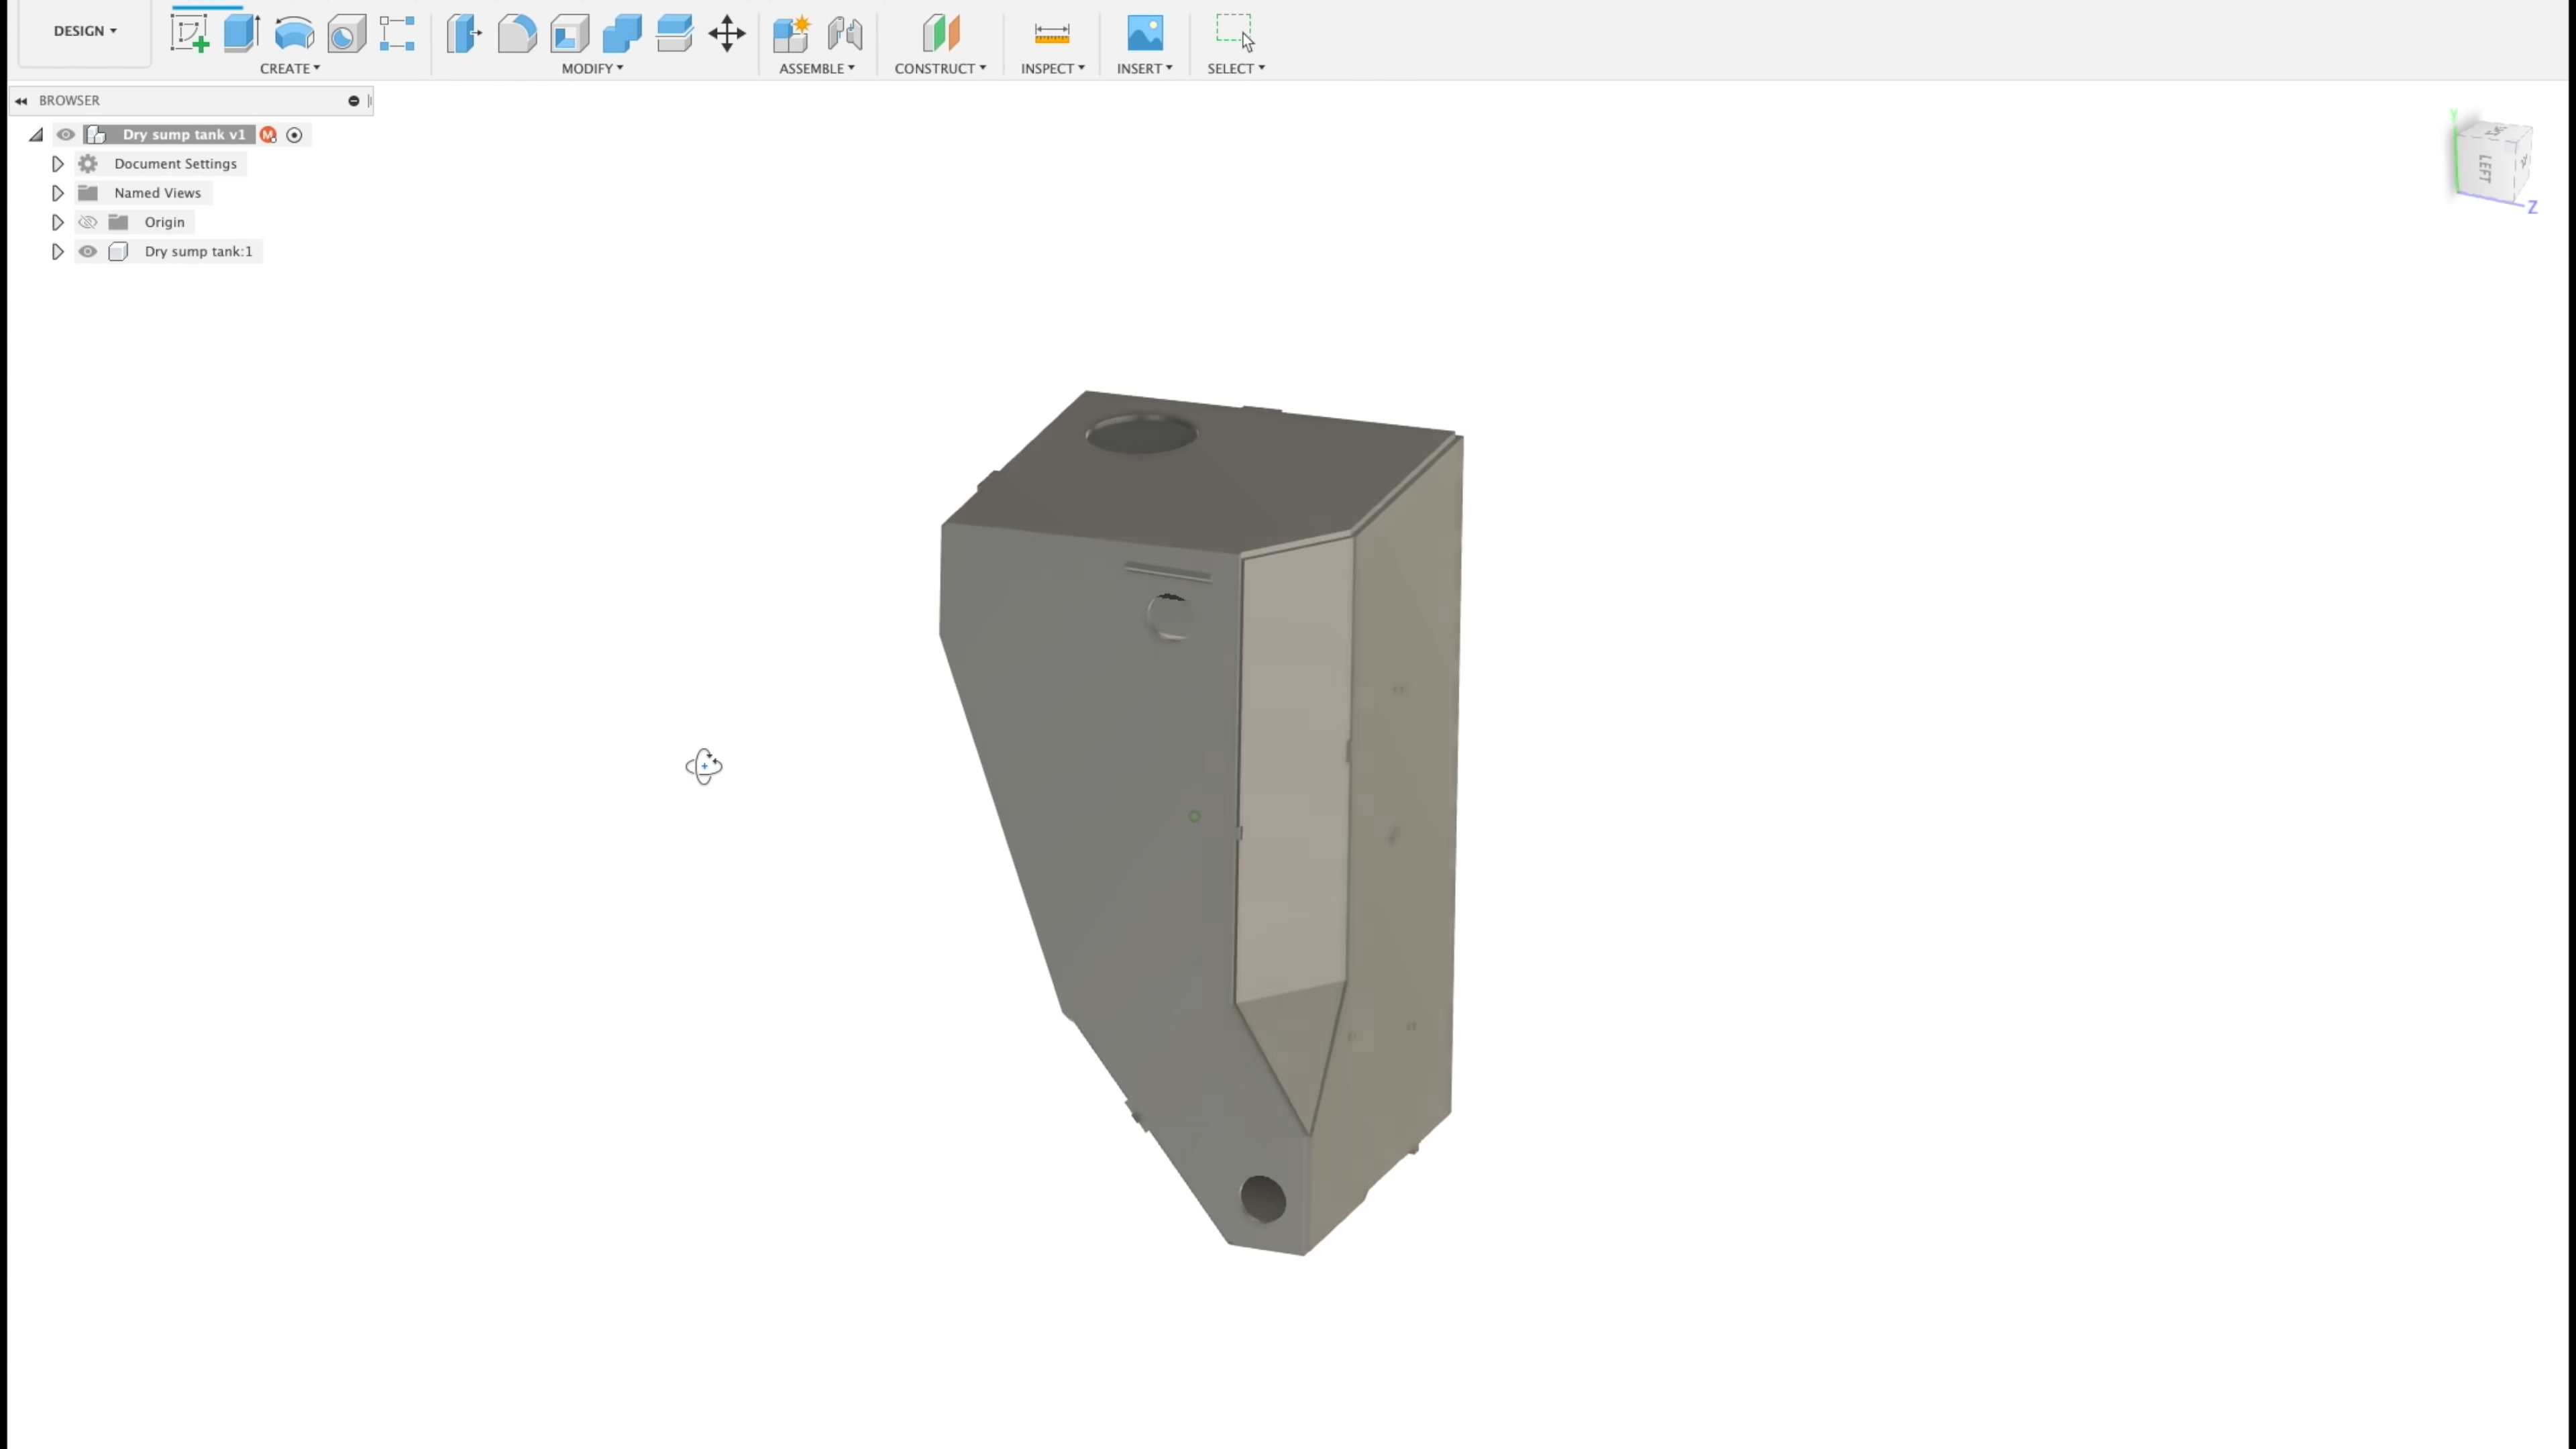 DESIGN
CREATE
MODIFY
ASSEMBLE
CONSTRUCT
INSPECT
INSERT
SELECT
BROWSER
Dry sump tank v1
M
Document Settings
Named Views
Origin
Dry sump tank:1
Y
LEFT
Z